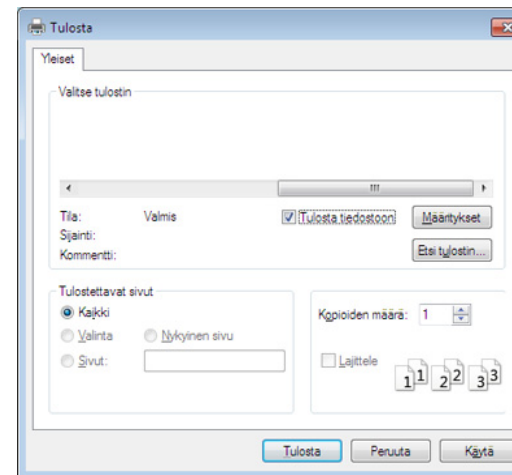 Tulosta
Yleiset
Valitse tulostin
Tila: Valmis
Tulosta tiedostoon
Määritykset
Sijainti:
Kommentti:
Etsi tulostin...
Tulostettavat sivut
Kaikki
Valinta
Nykyinen sivu
Sivut:
Kopioiden määrä: 1
Lajittele
1 1 2 2 3 3
Tulosta
Peruuta
Käytä